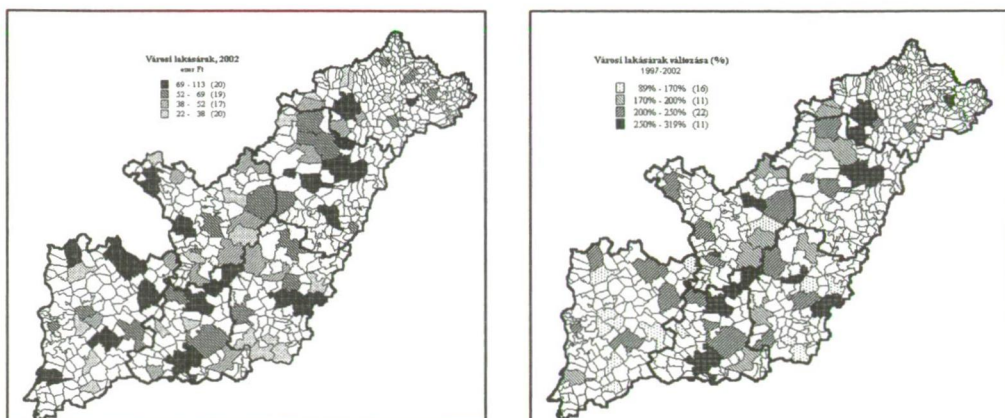 Városi lakásárak, 2002
ezer Ft
69 - 113 (20)
52 - 69 (19)
38 - 52 (17)
22 - 38 (20)
Városi lakásárak változása (%)
1997-2002
89% - 170% (16)
170% - 200% (11)
200% - 250% (22)
250% - 319% (11)